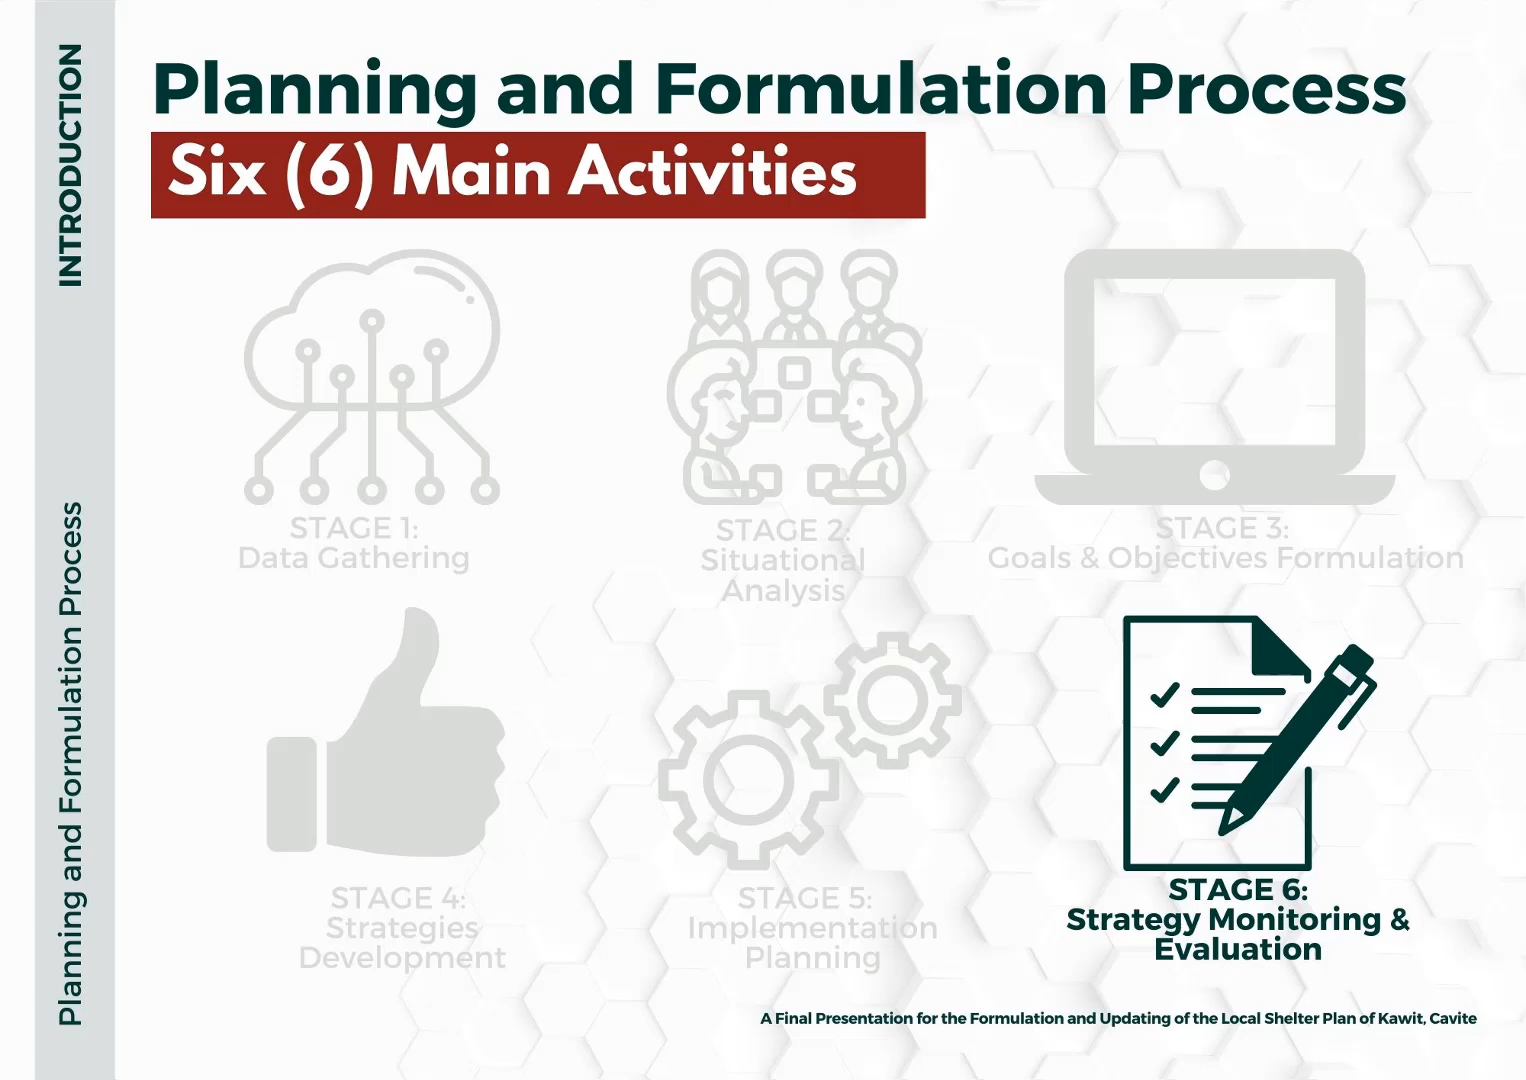 INTRODUCTION
Planning and Formulation Process
Planning and Formulation Process
Six (6) Main Activities
STAGE 1:
Data Gathering
STAGE 2:
Situational
Analysis
STAGE 3:
Goals & Objectives Formulation
STAGE 4:
Strategies
Development
STAGE 5:
Implementation
Planning
STAGE 6:
Strategy Monitoring &
Evaluation
A Final Presentation for the Formulation and Updating of the Local Shelter Plan of Kawit, Cavite